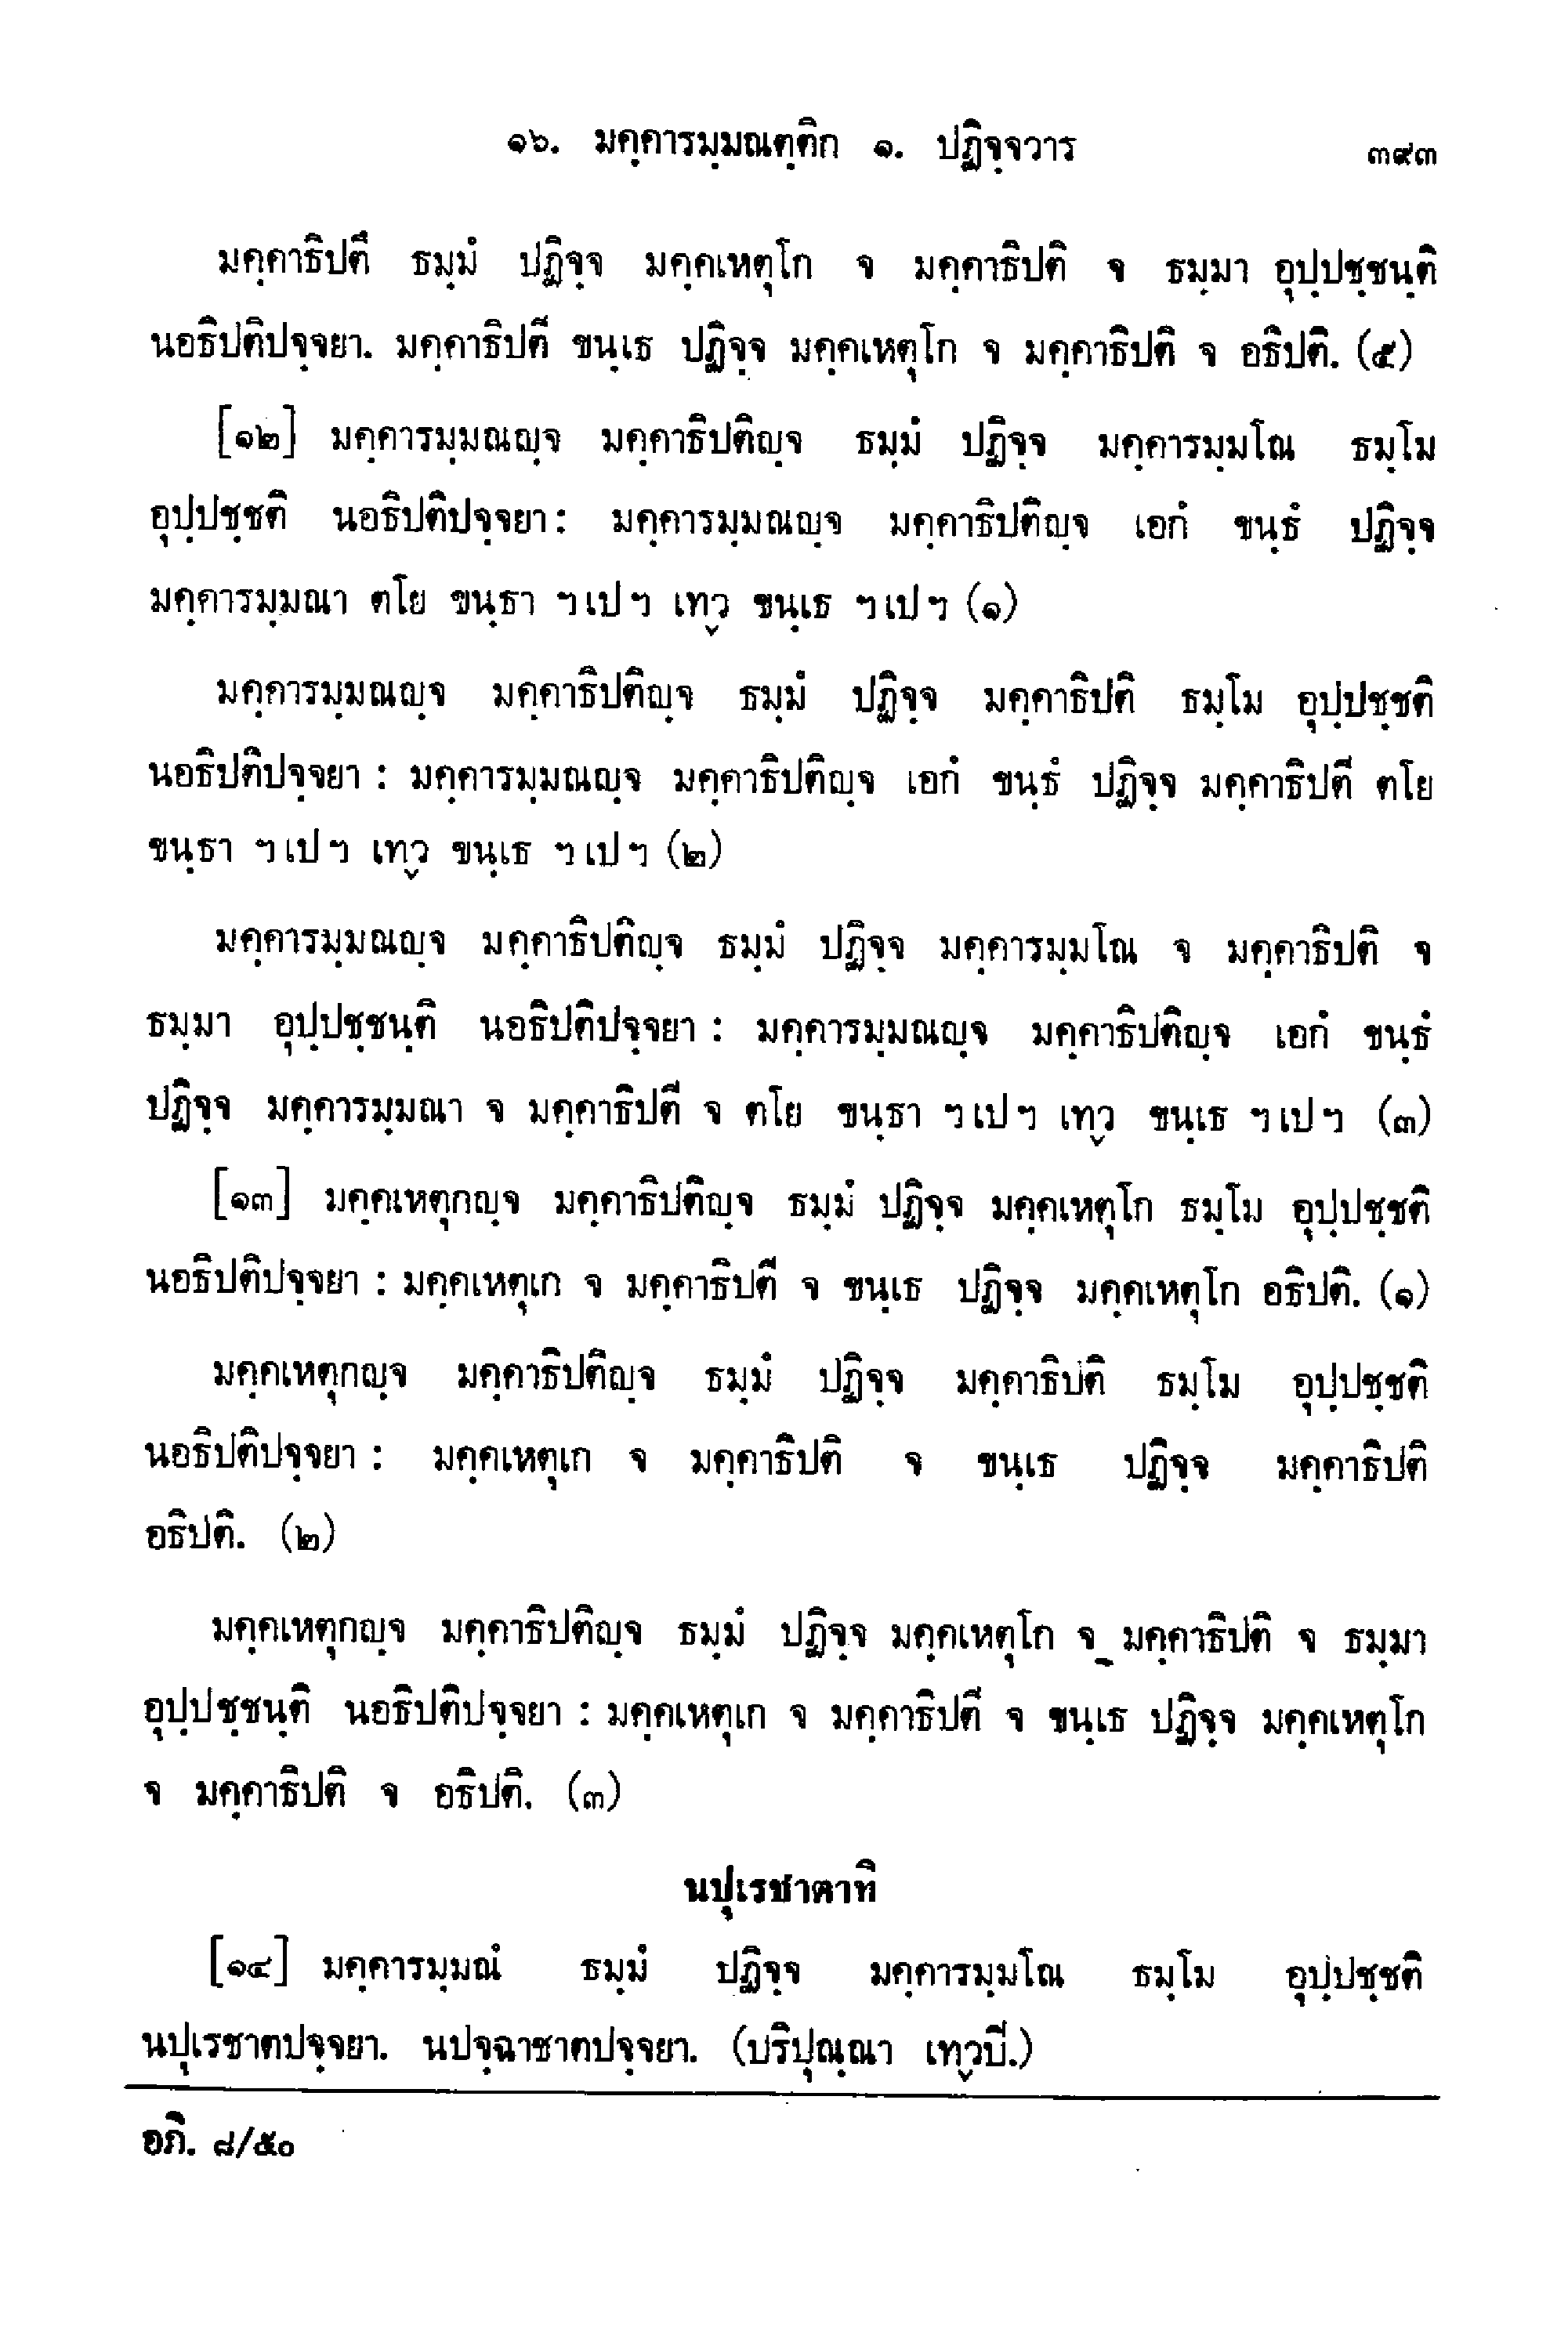 ๑๖. มคฺคารมฺมณตฺติก ๑. ปฏิจฺจวาร ๓๙๓
มคฺคาธิปตึ ธมฺมํ ปฏิจฺจ มคฺคเหตุโก จ มคฺคาธิปติ จ ธมฺมา อุปฺปชฺชนฺติ
นอธิปติปจฺจยา. มคฺคาธิปตี ขนฺเธ ปฏิจฺจ มคฺคเหตุโก จ มคฺคาธิปติ จ อธิปติ. (๕)
[๑๒] มคฺคารมฺมณญฺจ มคฺคาธิปติญฺจ ธมฺมํ ปฏิจฺจ มคฺคารมฺมโณ ธมฺโม
อุปฺปชฺชติ นอธิปติปจฺจยา : มคฺคารมฺมณญฺจ มคฺคาธิปติญฺจ เอกํ ขนฺธํ ปฏิจฺจ
มคฺคารมฺมณา ตโย ขนฺธา ฯ เป ฯ เทฺว ขนฺเธ ฯ เป ฯ (๑)
มคฺคารมฺมณญฺจ มคฺคาธิปติญฺจ ธมฺมํ ปฏิจฺจ มคฺคาธิปติ ธมฺโม อุปฺปชฺชติ
นอธิปติปจฺจยา : มคฺคารมฺมณญฺจ มคฺคาธิปติญฺจ เอกํ ขนฺธํ ปฏิจฺจ มคฺคาธิปตี ตโย
ขนฺธา ฯ เป ฯ เทฺว ขนฺเธ ฯ เป ฯ (๒)
มคฺคารมฺมณญฺจ มคฺคาธิปติญฺจ ธมฺมํ ปฏิจฺจ มคฺคารมฺมโณ จ มคฺคาธิปติ จ
ธมฺมา อุปฺปชฺชนฺติ นอธิปติปจฺจยา : มคฺคารมฺมณญฺจ มคฺคาธิปติญฺจ เอกํ ขนฺธํ
ปฏิจฺจ มคฺคารมฺมณา จ มคฺคาธิปตี จ ตโย ขนฺธา ฯ เป ฯ เทฺว ขนฺเธ ฯ เป ฯ (๓)
[๑๓] มคฺคเหตุกญฺจ มคฺคาธิปติญฺจ ธมฺมํ ปฏิจฺจ มคฺคเหตุโก ธมฺโม อุปฺปชฺชติ
นอธิปติปจฺจยา : มคฺคเหตุเก จ มคฺคาธิปตี จ ขนฺเธ ปฏิจฺจ มคฺคเหตุโก อธิปติ. (๑)
มคฺคเหตุกญฺจ มคฺคาธิปติญฺจ ธมฺมํ ปฏิจฺจ มคฺคาธิปติ ธมฺโม อุปฺปชฺชติ
นอธิปติปจฺจยา : มคฺคเหตุเก จ มคฺคาธิปติ จ ขนฺเธ ปฏิจฺจ มคฺคาธิปติ
อธิปติ. (๒)
มคฺคเหตุกญฺจ มคฺคาธิปติญฺจ ธมฺมํ ปฏิจฺจ มคฺคเหตุโก จ มคฺคาธิปติ จ ธมฺมา
อุปฺปชฺชนฺติ นอธิปติปจฺจยา : มคฺคเหตุเก จ มคฺคาธิปตี จ ขนฺเธ ปฏิจฺจ มคฺคเหตุโก
จ มคฺคาธิปติ จ อธิปติ. (๓)
นปุเรชาตาทิ
[๑๔] มคฺคารมฺมณํ ธมฺมํ ปฏิจฺจ มคฺคารมฺมโณ ธมฺโม อุปฺปชฺชติ
นปุเรชาตปจฺจยา. นปจฺฉาชาตปจฺจยา. (ปริปุณฺณา เทฺวปี.)
อภิ. ๘/๕๐